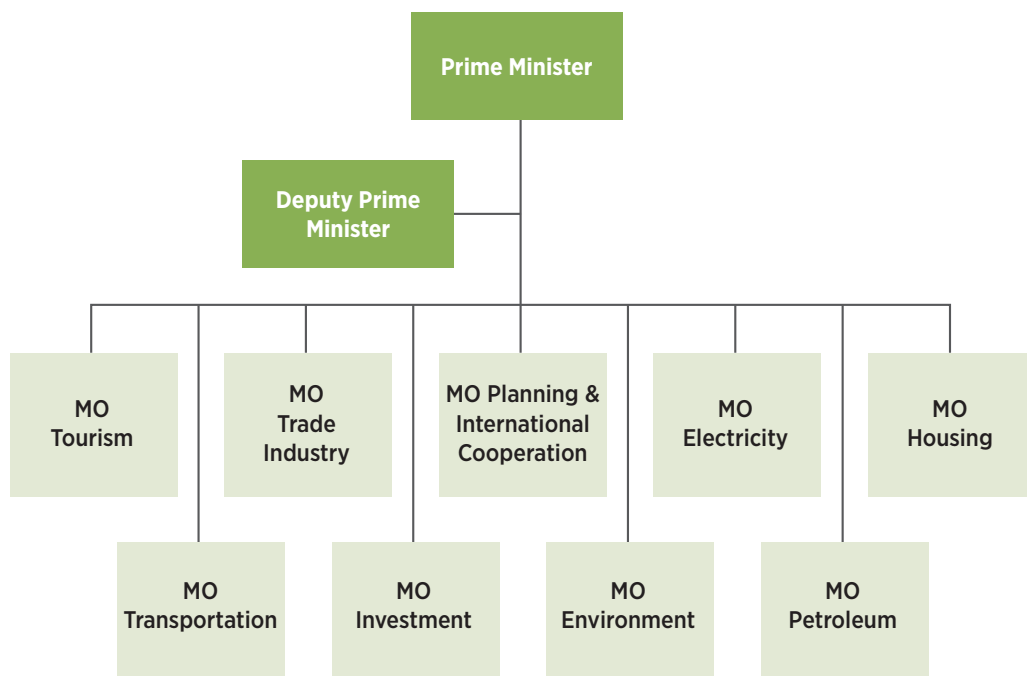 Prime Minister
Deputy Prime
Minister
MO
Tourism
MO
Trade
Industry
MO Planning &
International
Cooperation
MO
Electricity
MO
Housing
MO
Transportation
MO
Investment
MO
Environment
MO
Petroleum